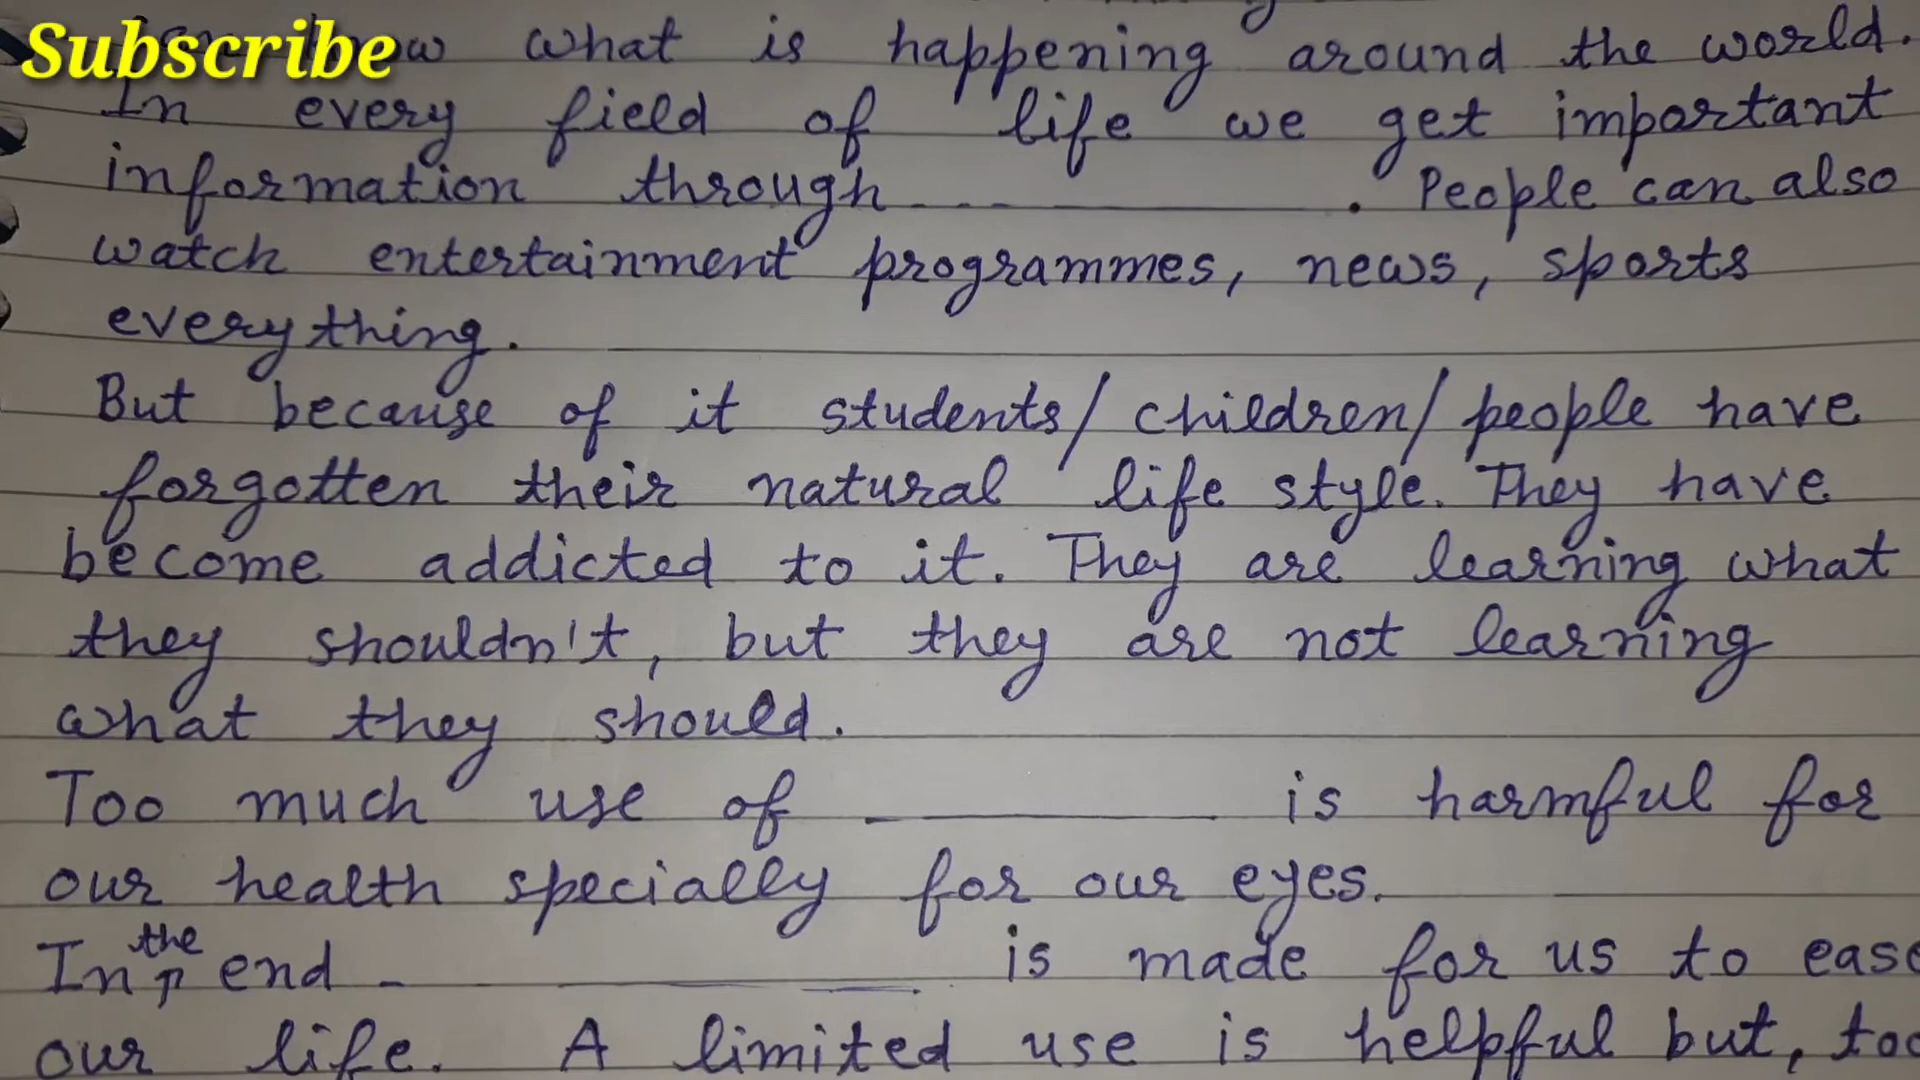 Subscribe
know what is happening around the world.
In every field of life we get important
information through ... ________. People can also
watch entertainment programmes, news, sports
everything.
But because of it students/children/people have
forgotten their natural life style. They have
become addicted to it. They are learning what
they shouldn't, but they are not learning
what they should.
Too much use of ________ is harmful for
our health specially for our eyes.
In the end ________ is made for us to ease
our life. A limited use is helpful but, too